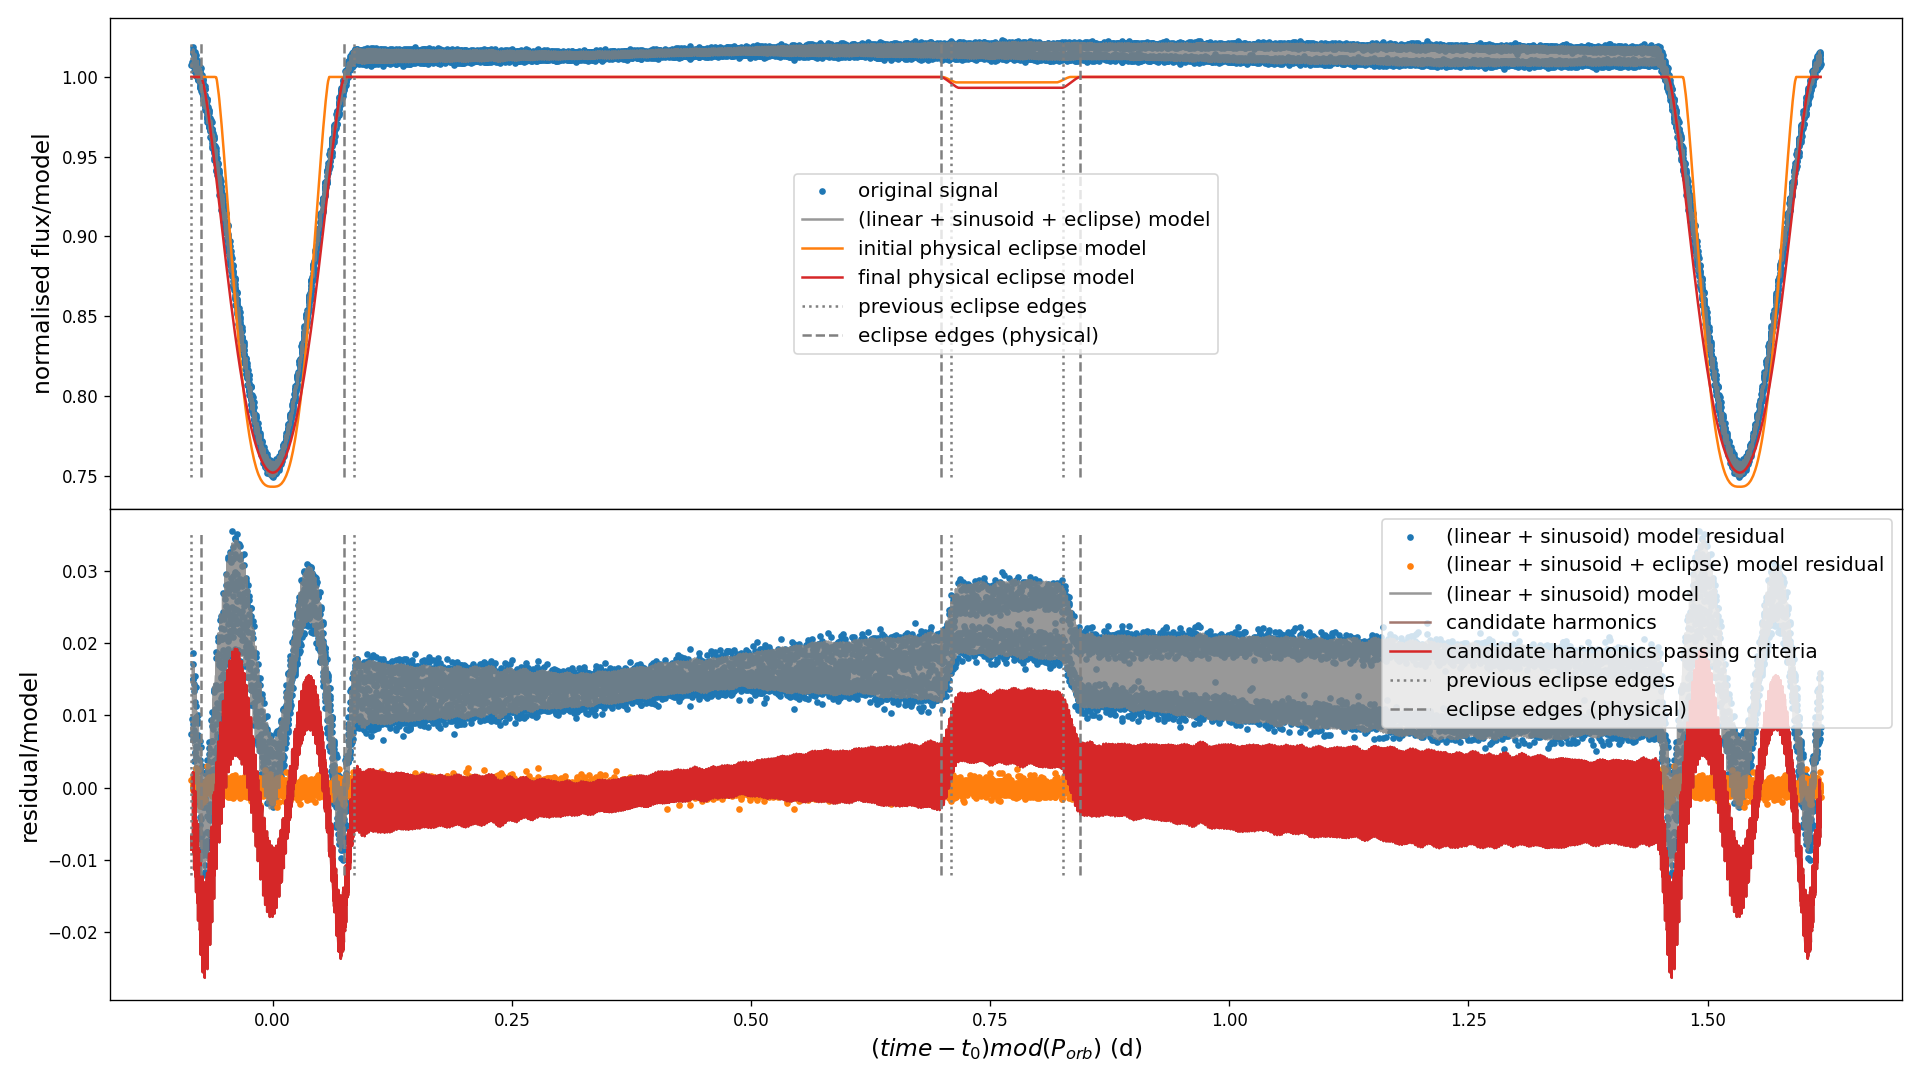 normalised flux/model
1.00
0.95
0.90
0.85
0.80
0.75
original signal
(linear + sinusoid + eclipse) model
initial physical eclipse model
final physical eclipse model
previous eclipse edges
eclipse edges (physical)
residual/model
0.03
0.02
0.01
0.00
−0.01
−0.02
(linear + sinusoid) model residual
(linear + sinusoid + eclipse) model residual
(linear + sinusoid) model
candidate harmonics
candidate harmonics passing criteria
previous eclipse edges
eclipse edges (physical)
0.00 0.25 0.50 0.75 1.00 1.25 1.50
(time − t₀)mod(Pₒᵣb) (d)